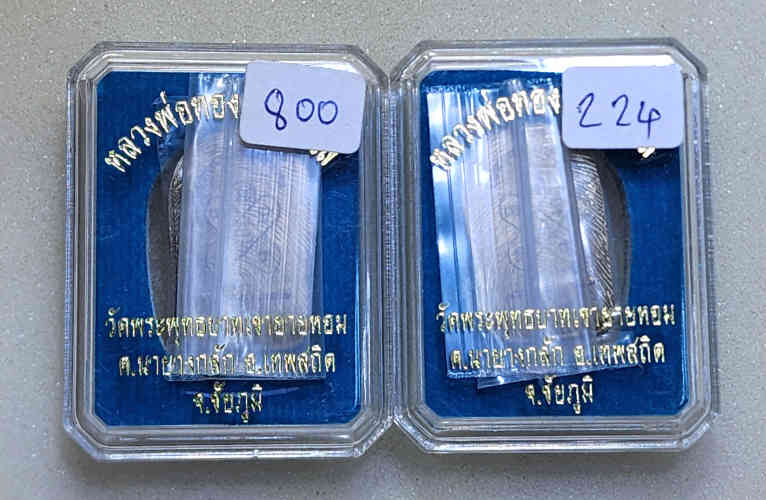 800
หลวงพ่อทอง
วัดพระพุทธบาทเขายายหอม
ต.นายางกลัก อ.เทพสถิต
จ.ชัยภูมิ
224
หลวงพ่อทอง
วัดพระพุทธบาทเขายายหอม
ต.นายางกลัก อ.เทพสถิต
จ.ชัยภูมิ